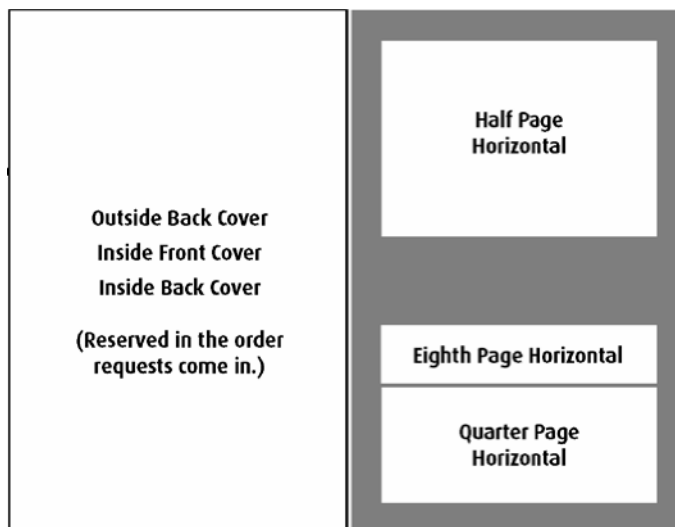 Outside Back Cover
Inside Front Cover
Inside Back Cover
(Reserved in the order
requests come in.)
Half Page
Horizontal
Eighth Page Horizontal
Quarter Page
Horizontal